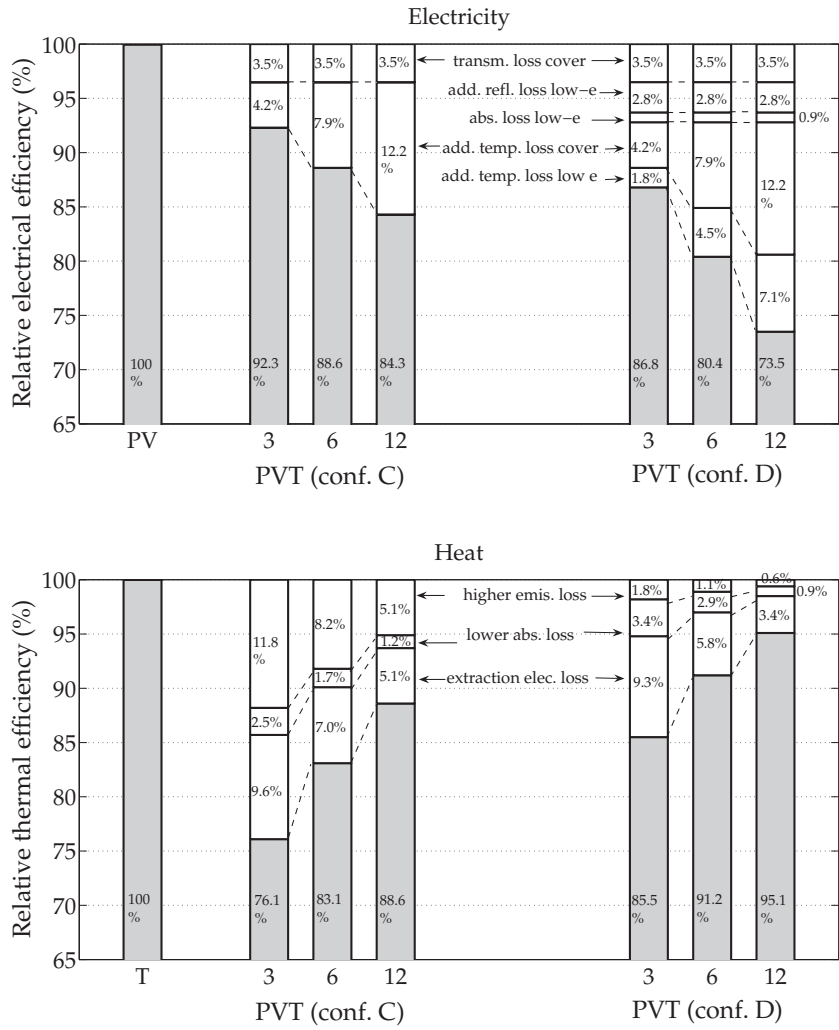 Electricity
Relative electrical efficiency (%)
100
95
90
85
80
75
70
65
3.5% 3.5% 3.5% transm. loss cover 3.5% 3.5% 3.5%
add. refl. loss low−e 2.8% 2.8% 2.8%
abs. loss low−e 0.9%
4.2% 7.9% 12.2 % add. temp. loss cover 4.2% 7.9% 12.2 %
add. temp. loss low e 1.8% 4.5% 7.1%
100 92.3 88.6 84.3 86.8 80.4 73.5
% % % % % % %
PV 3 6 12 3 6 12
PVT (conf. C) PVT (conf. D)
Heat
Relative thermal efficiency (%)
100
95
90
85
80
75
70
65
11.8 % 8.2% 5.1% higher emis. loss 1.8% 1.1% 0.6%
2.5% 1.7% 1.2% lower abs. loss 3.4% 2.9% 0.9%
9.6% 7.0% 5.1% extraction elec. loss 9.3% 5.8% 3.4%
100 76.1 83.1 88.6 85.5 91.2 95.1
% % % % % % %
T 3 6 12 3 6 12
PVT (conf. C) PVT (conf. D)